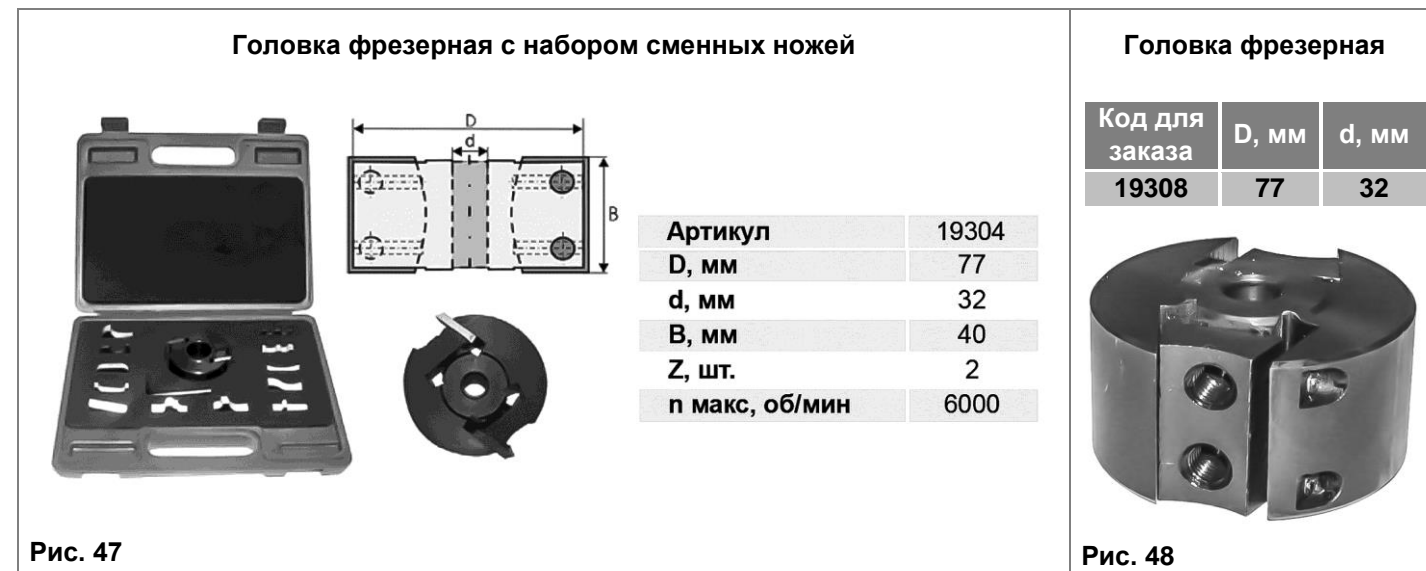 Головка фрезерная с набором сменных ножей
D
d
B
Артикул 19304
D, мм 77
d, мм 32
B, мм 40
Z, шт. 2
n макс, об/мин 6000
Рис. 47
Головка фрезерная
Код для заказа D, мм d, мм
19308 77 32
Рис. 48